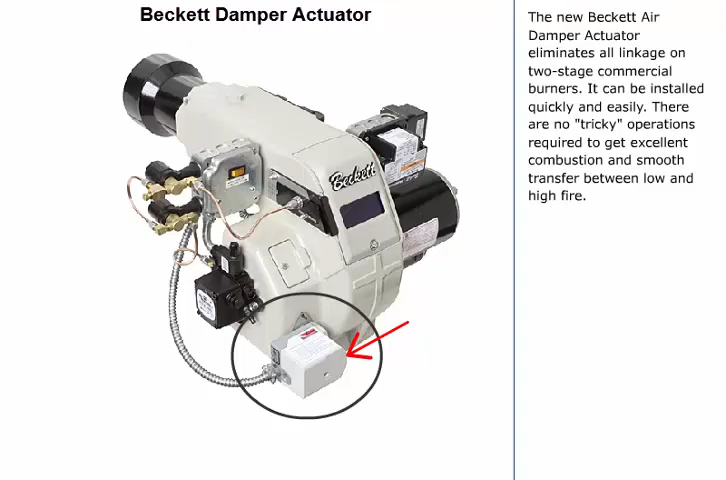 Beckett Damper Actuator
The new Beckett Air
Damper Actuator
eliminates all linkage on
two-stage commercial
burners. It can be installed
quickly and easily. There
are no "tricky" operations
required to get excellent
combustion and smooth
transfer between low and
high fire.
Beckett